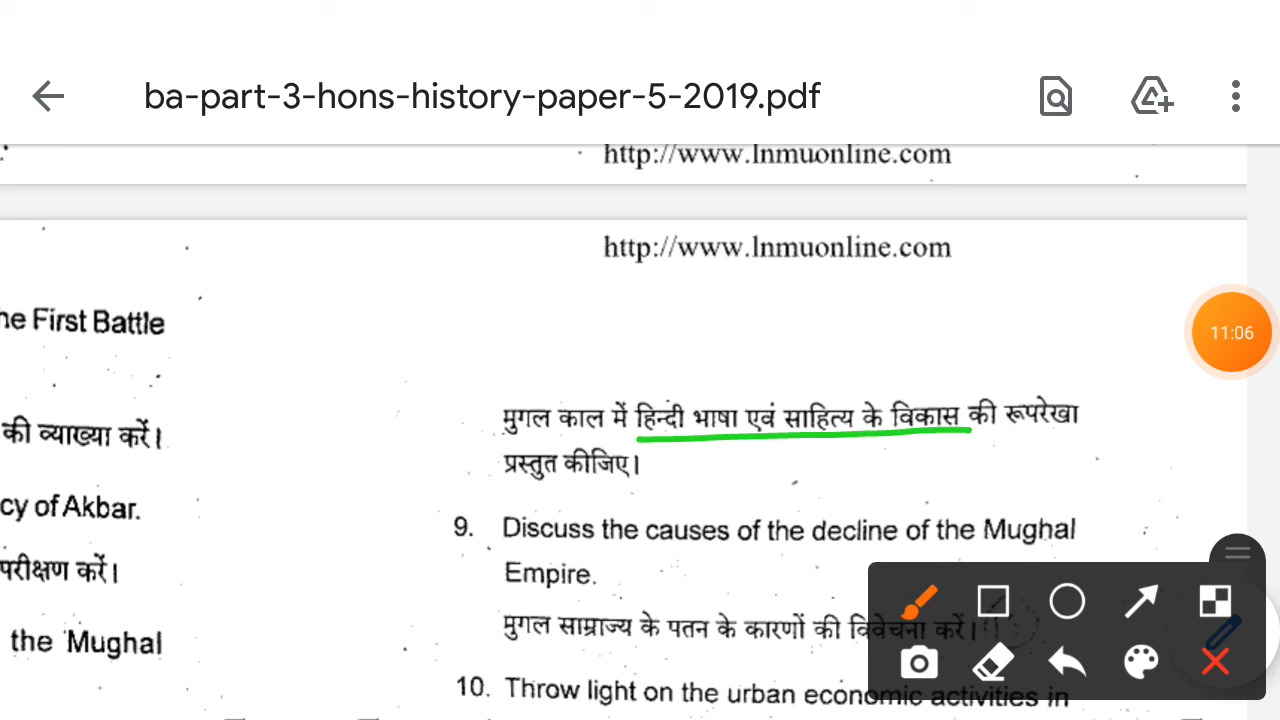 ba-part-3-hons-history-paper-5-2019.pdf
http://www.lnmuonline.com
http://www.lnmuonline.com
he First Battle
की व्याख्या करें।
cy of Akbar.
परीक्षण करें।
the Mughal
11:06
मुगल काल में हिन्दी भाषा एवं साहित्य के विकास की रूपरेखा
प्रस्तुत कीजिए।
9. Discuss the causes of the decline of the Mughal
Empire.
मुगल साम्राज्य के पतन के कारणों की विवेचना करें।
10. Throw light on the urban economic activities in